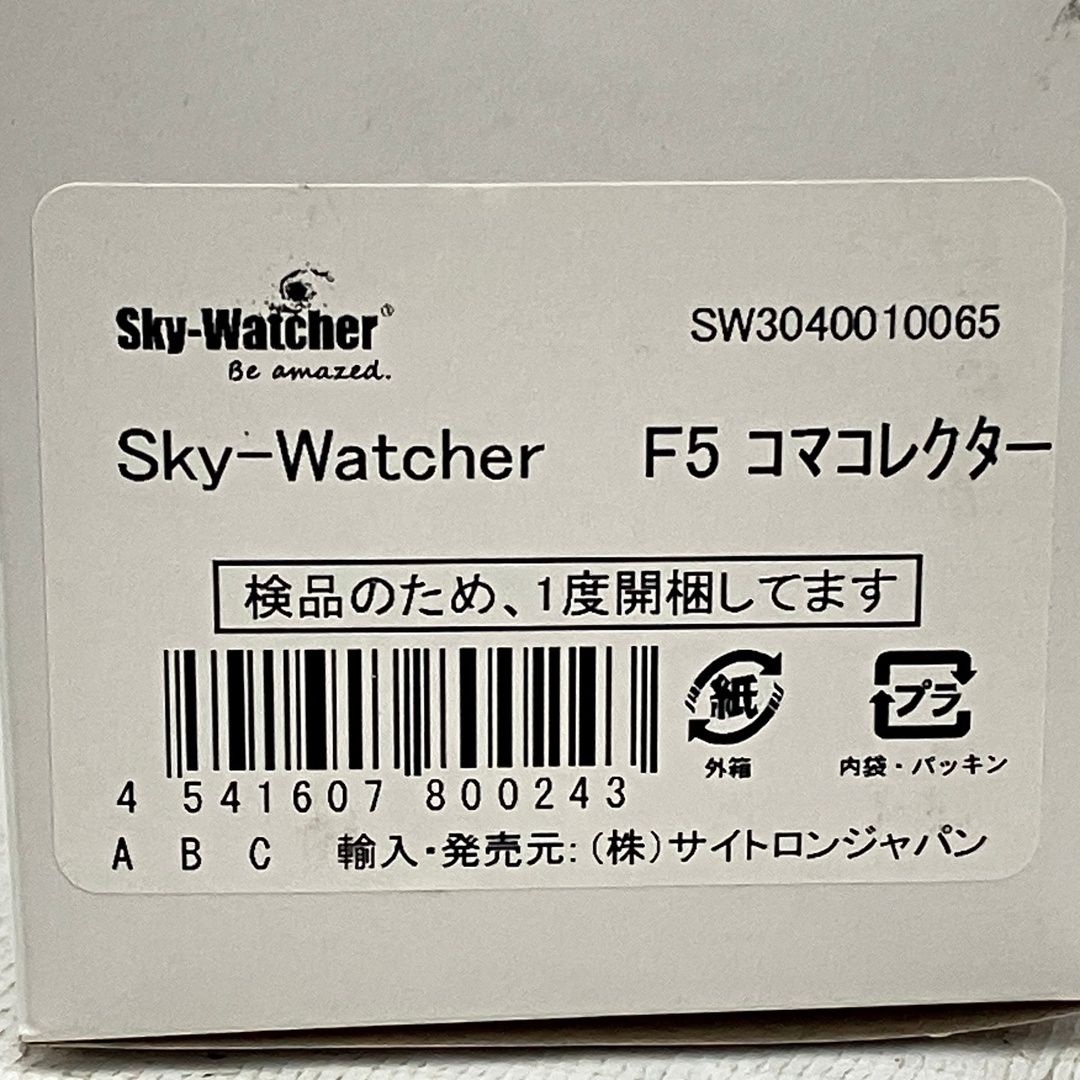 Sky-Watcher®
Be amazed.
SW3040010065
Sky-Watcher F5 コマコレクター
検品のため、1度開梱してます
紙
外箱
プラ
内袋・パッキン
4 541607 800243
A B C 輸入・発売元:(株)サイトロンジャパン